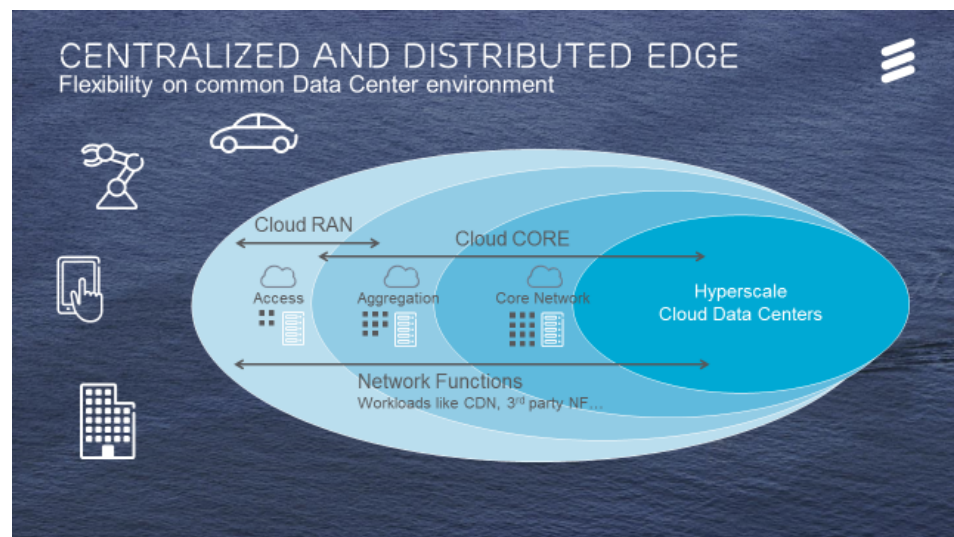 CENTRALIZED AND DISTRIBUTED EDGE
Flexibility on common Data Center environment
Cloud RAN
Cloud CORE
Access
Aggregation
Core Network
Hyperscale
Cloud Data Centers
Network Functions
Workloads like CDN, 3rd party NF…